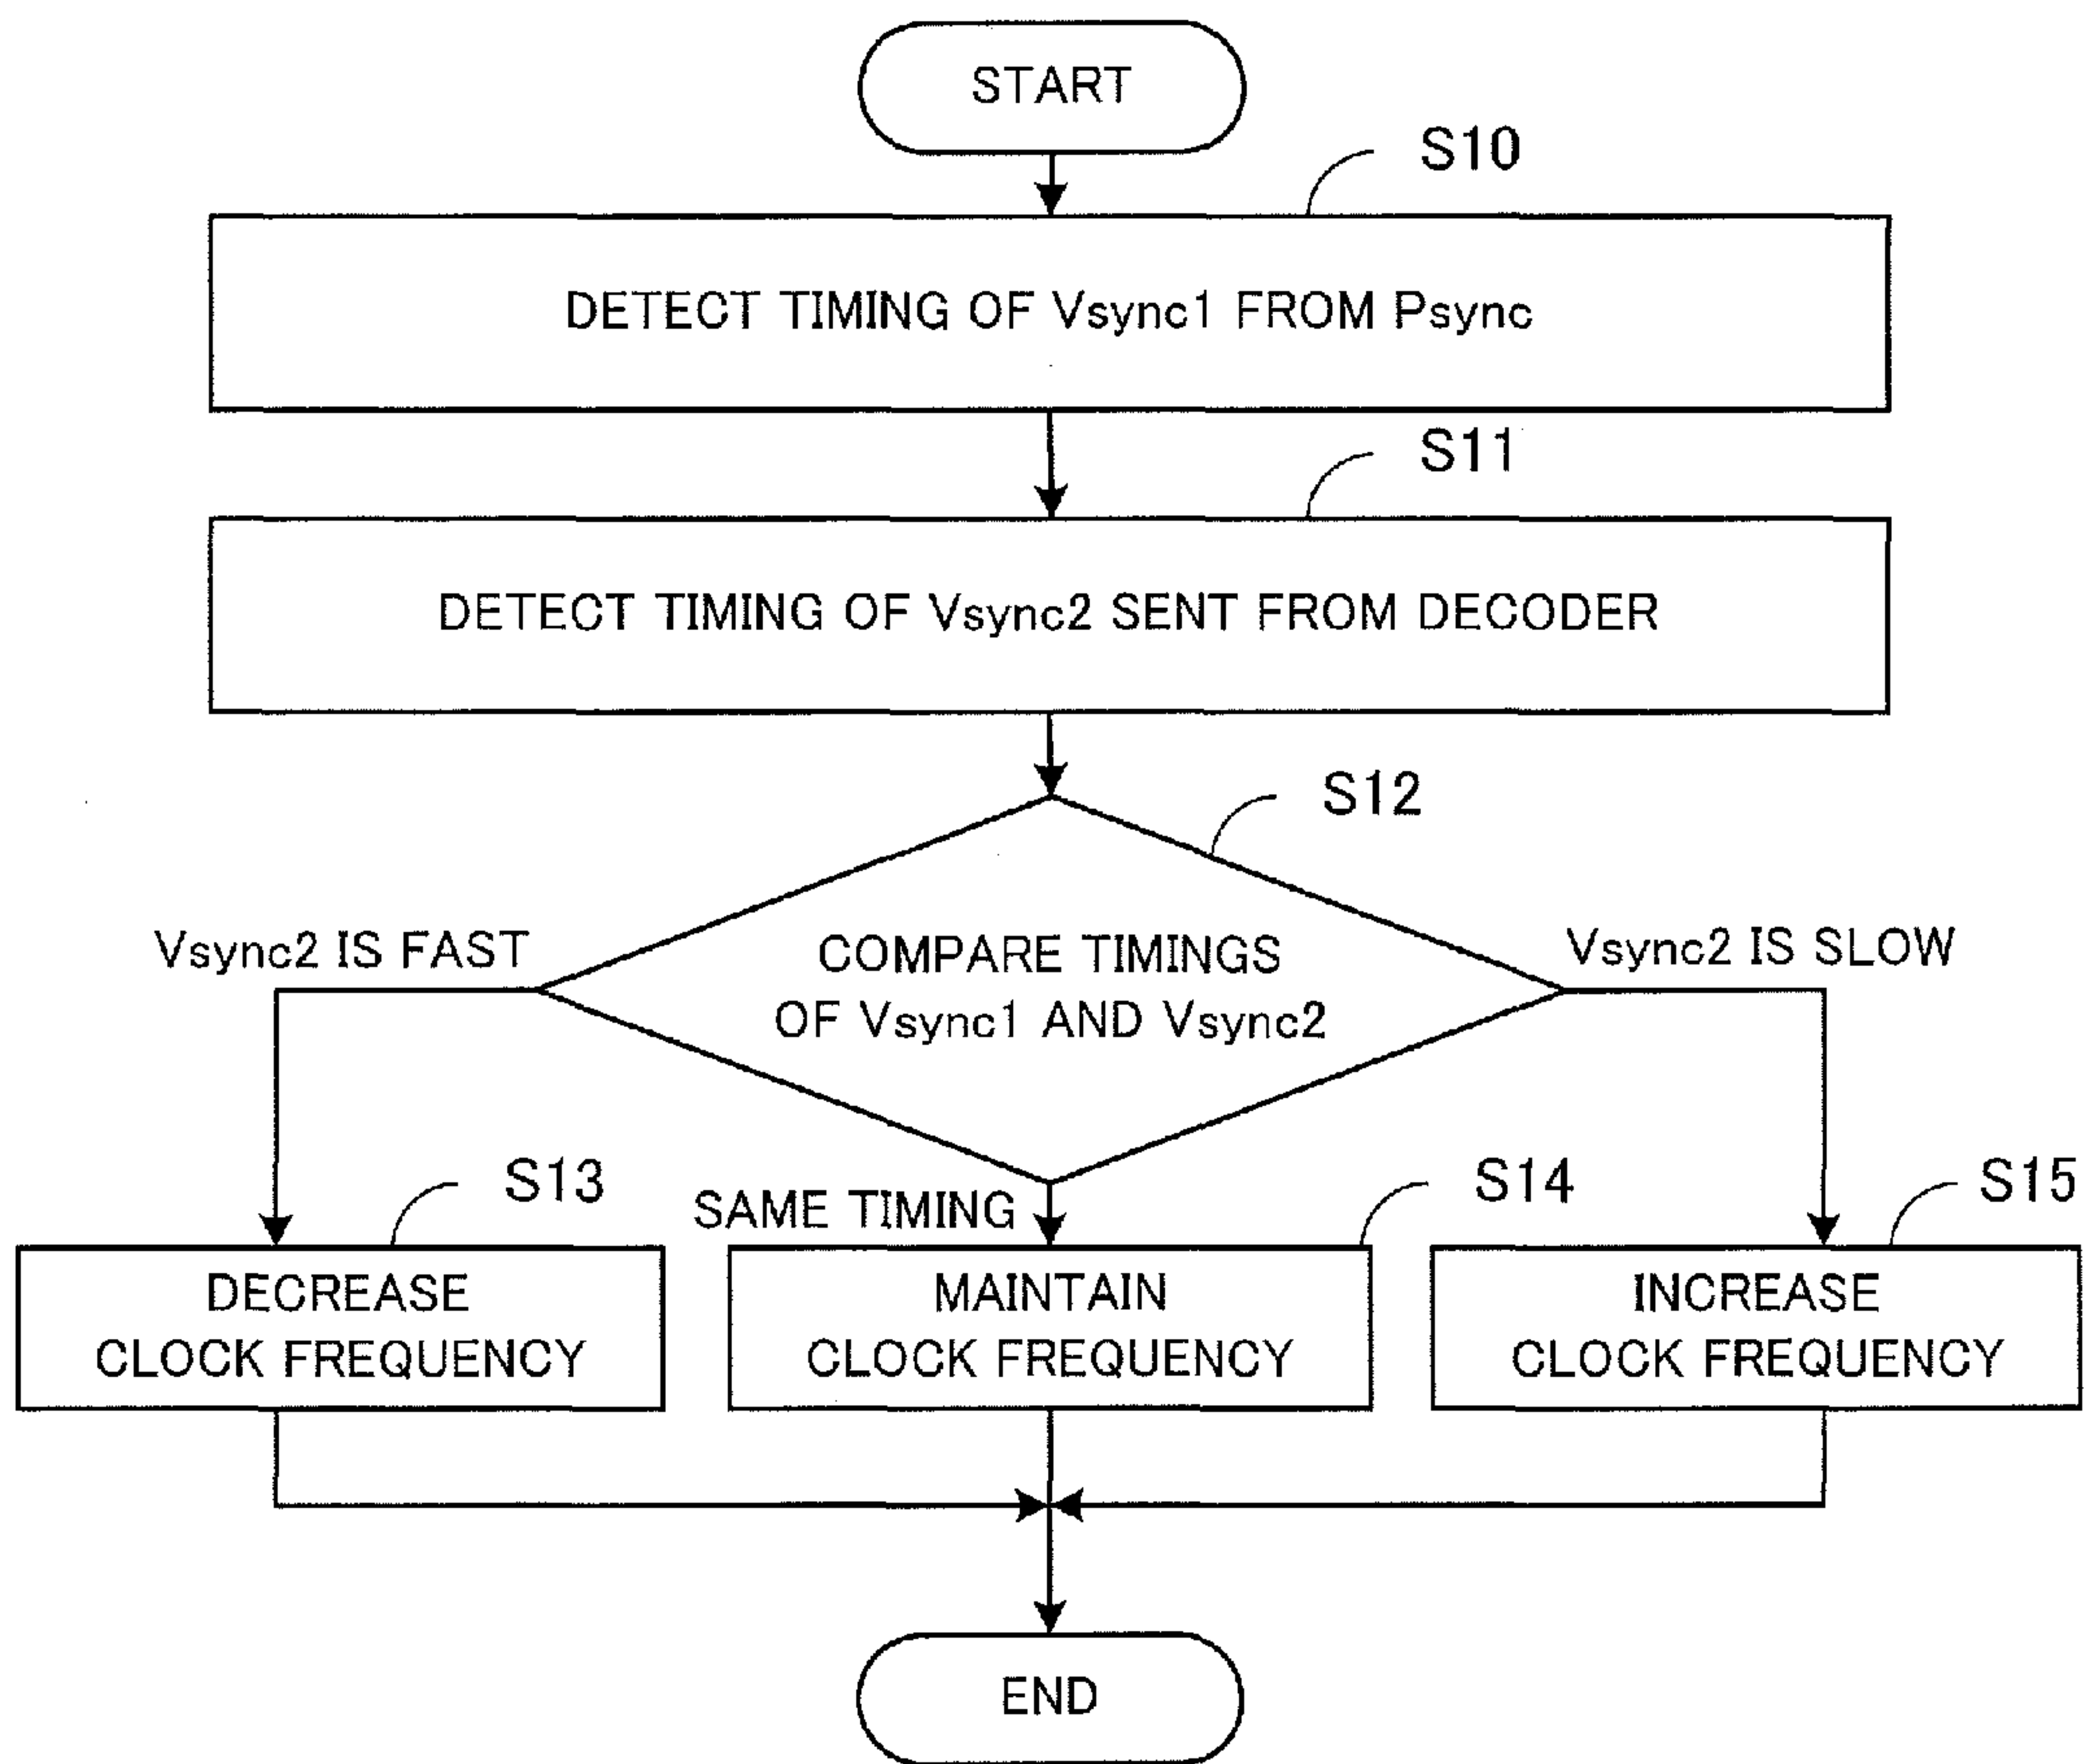 START
S10
DETECT TIMING OF Vsync1 FROM Psync
S11
DETECT TIMING OF Vsync2 SENT FROM DECODER
S12
Vsync2 IS FAST
COMPARE TIMINGS
OF Vsync1 AND Vsync2
Vsync2 IS SLOW
SAME TIMING
S13
S14
S15
DECREASE
CLOCK FREQUENCY
MAINTAIN
CLOCK FREQUENCY
INCREASE
CLOCK FREQUENCY
END